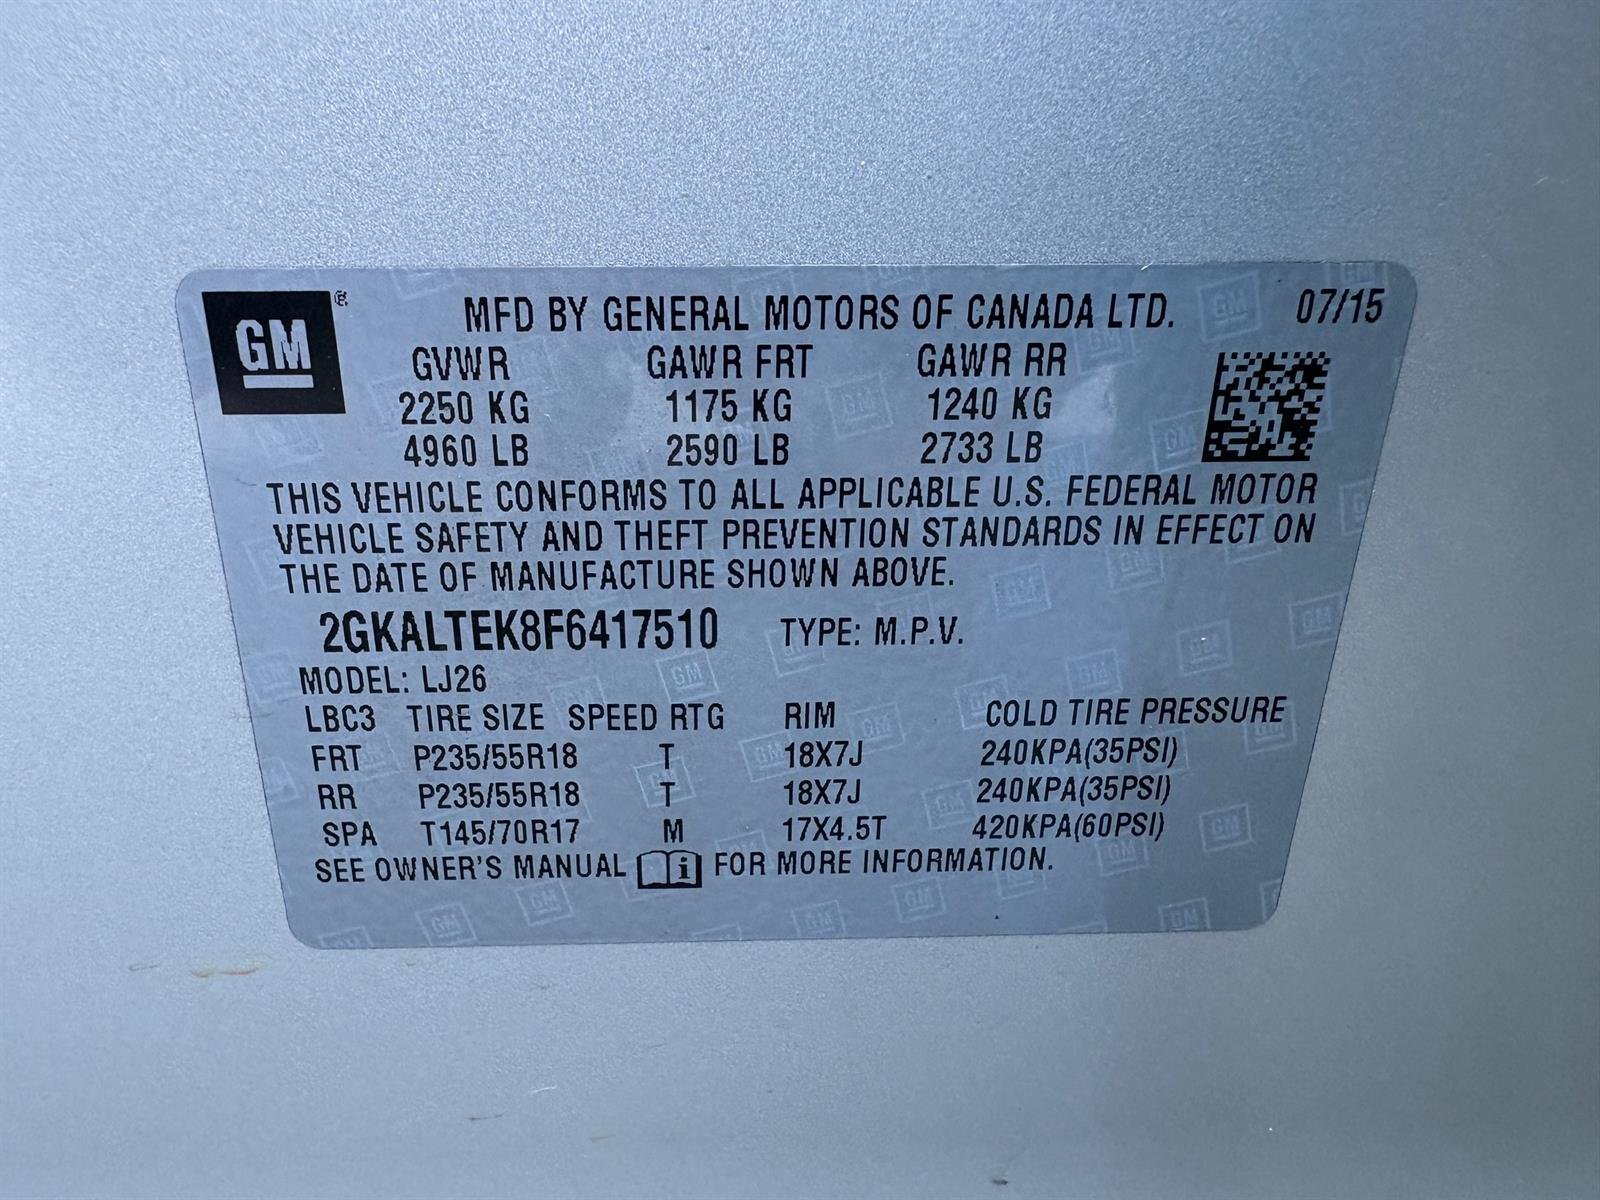 GM ®
MFD BY GENERAL MOTORS OF CANADA LTD. 07/15
GVWR GAWR FRT GAWR RR
2250 KG 1175 KG 1240 KG
4960 LB 2590 LB 2733 LB
THIS VEHICLE CONFORMS TO ALL APPLICABLE U.S. FEDERAL MOTOR
VEHICLE SAFETY AND THEFT PREVENTION STANDARDS IN EFFECT ON
THE DATE OF MANUFACTURE SHOWN ABOVE.
2GKALTEK8F6417510 TYPE: M.P.V.
MODEL: LJ26
LBC3 TIRE SIZE SPEED RTG RIM COLD TIRE PRESSURE
FRT P235/55R18 T 18X7J 240KPA(35PSI)
RR P235/55R18 T 18X7J 240KPA(35PSI)
SPA T145/70R17 M 17X4.5T 420KPA(60PSI)
SEE OWNER'S MANUAL i FOR MORE INFORMATION.